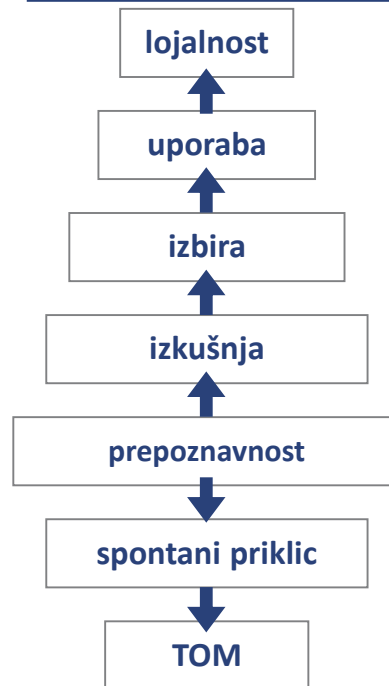 lojalnost
uporaba
izbira
izkušnja
prepoznavnost
spontani priklic
TOM